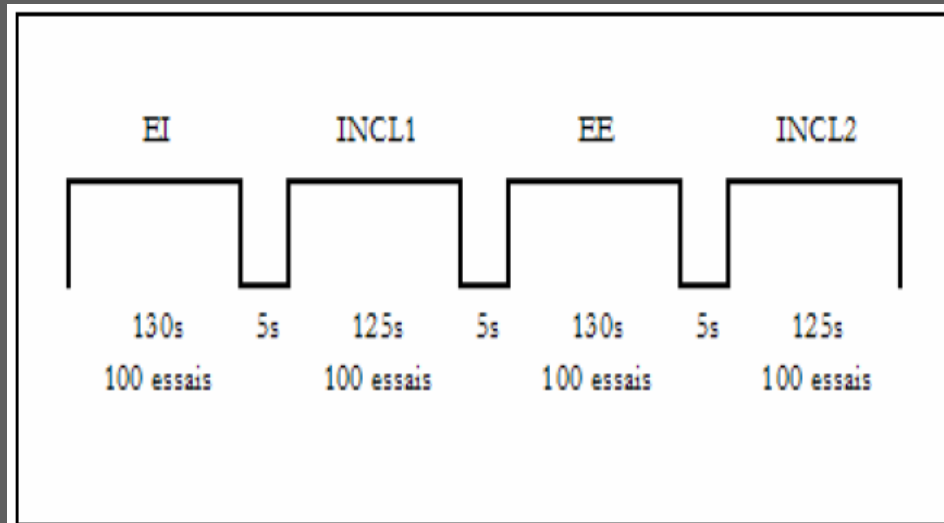 EI INCL1 EE INCL2
130s 5s 125s 5s 130s 5s 125s
100 essais 100 essais 100 essais 100 essais